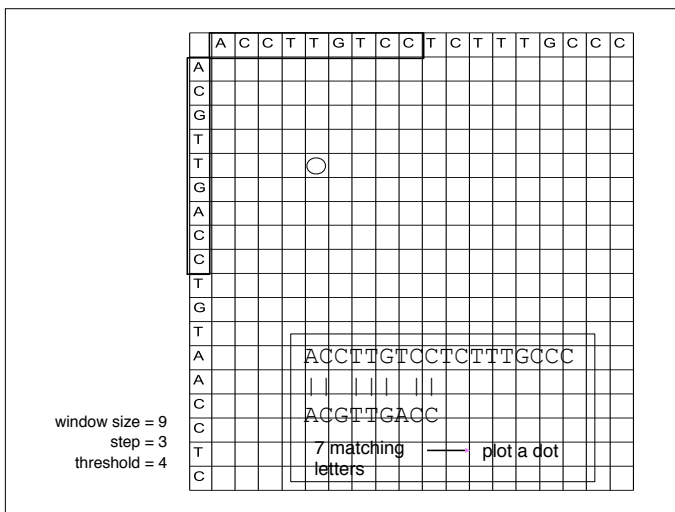 A C C T T G T C C T C T T T G C C C
A
C
G
T
T
G
A
C
C
T
G
T
A
A
C
C
T
C
ACCTTGTCCTCTTTGCCC
|| ||| ||
ACGTTGACC
7 matching letters
plot a dot
window size = 9
step = 3
threshold = 4